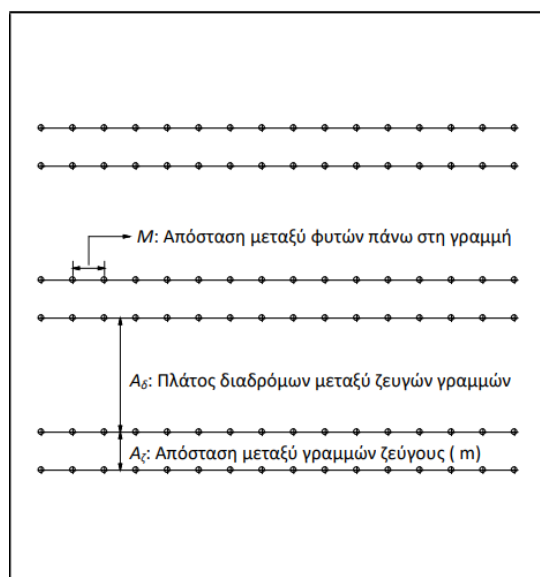 M: Απόσταση μεταξύ φυτών πάνω στη γραμμή
Aδ: Πλάτος διαδρόμων μεταξύ ζευγών γραμμών
Aζ: Απόσταση μεταξύ γραμμών ζεύγους ( m)